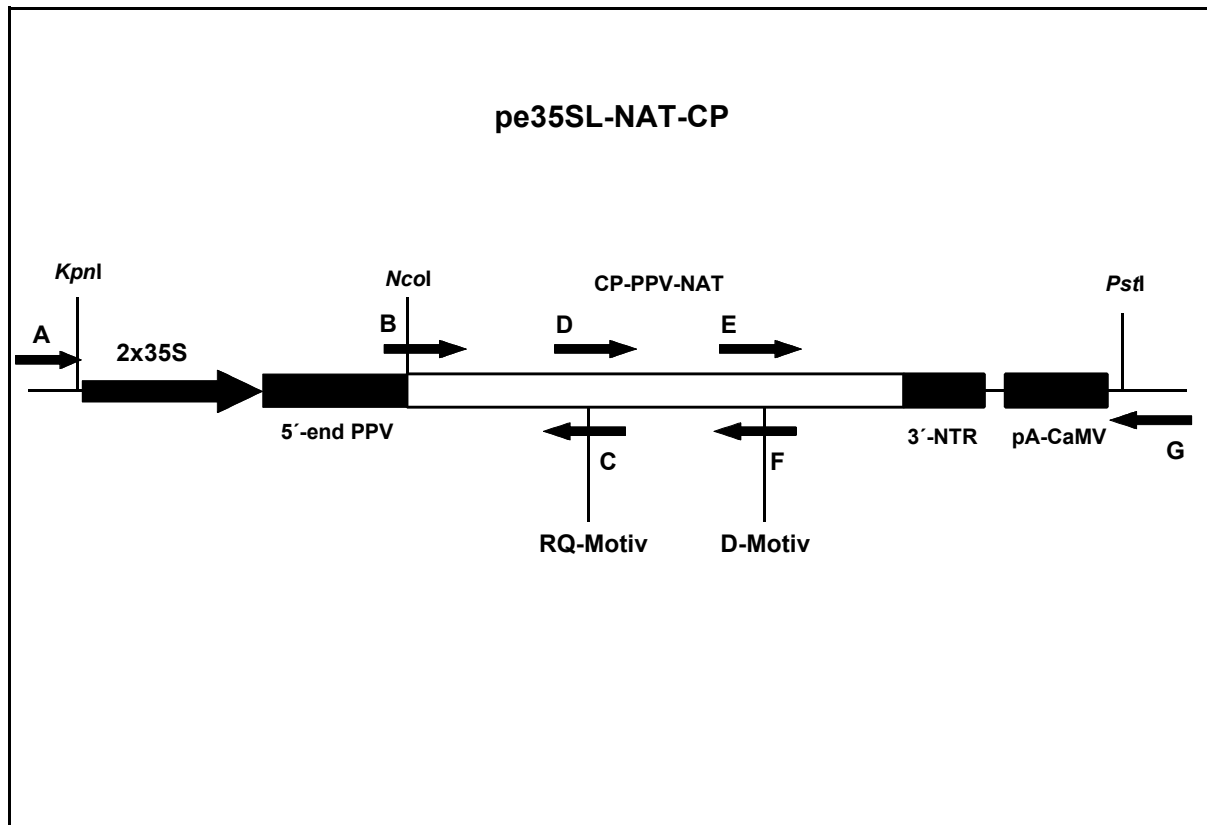 pe35SL-NAT-CP
KpnI
NcoI
CP-PPV-NAT
PstI
A
2x35S
B
D
E
5´-end PPV
C
F
3´-NTR
pA-CaMV
G
RQ-Motiv
D-Motiv